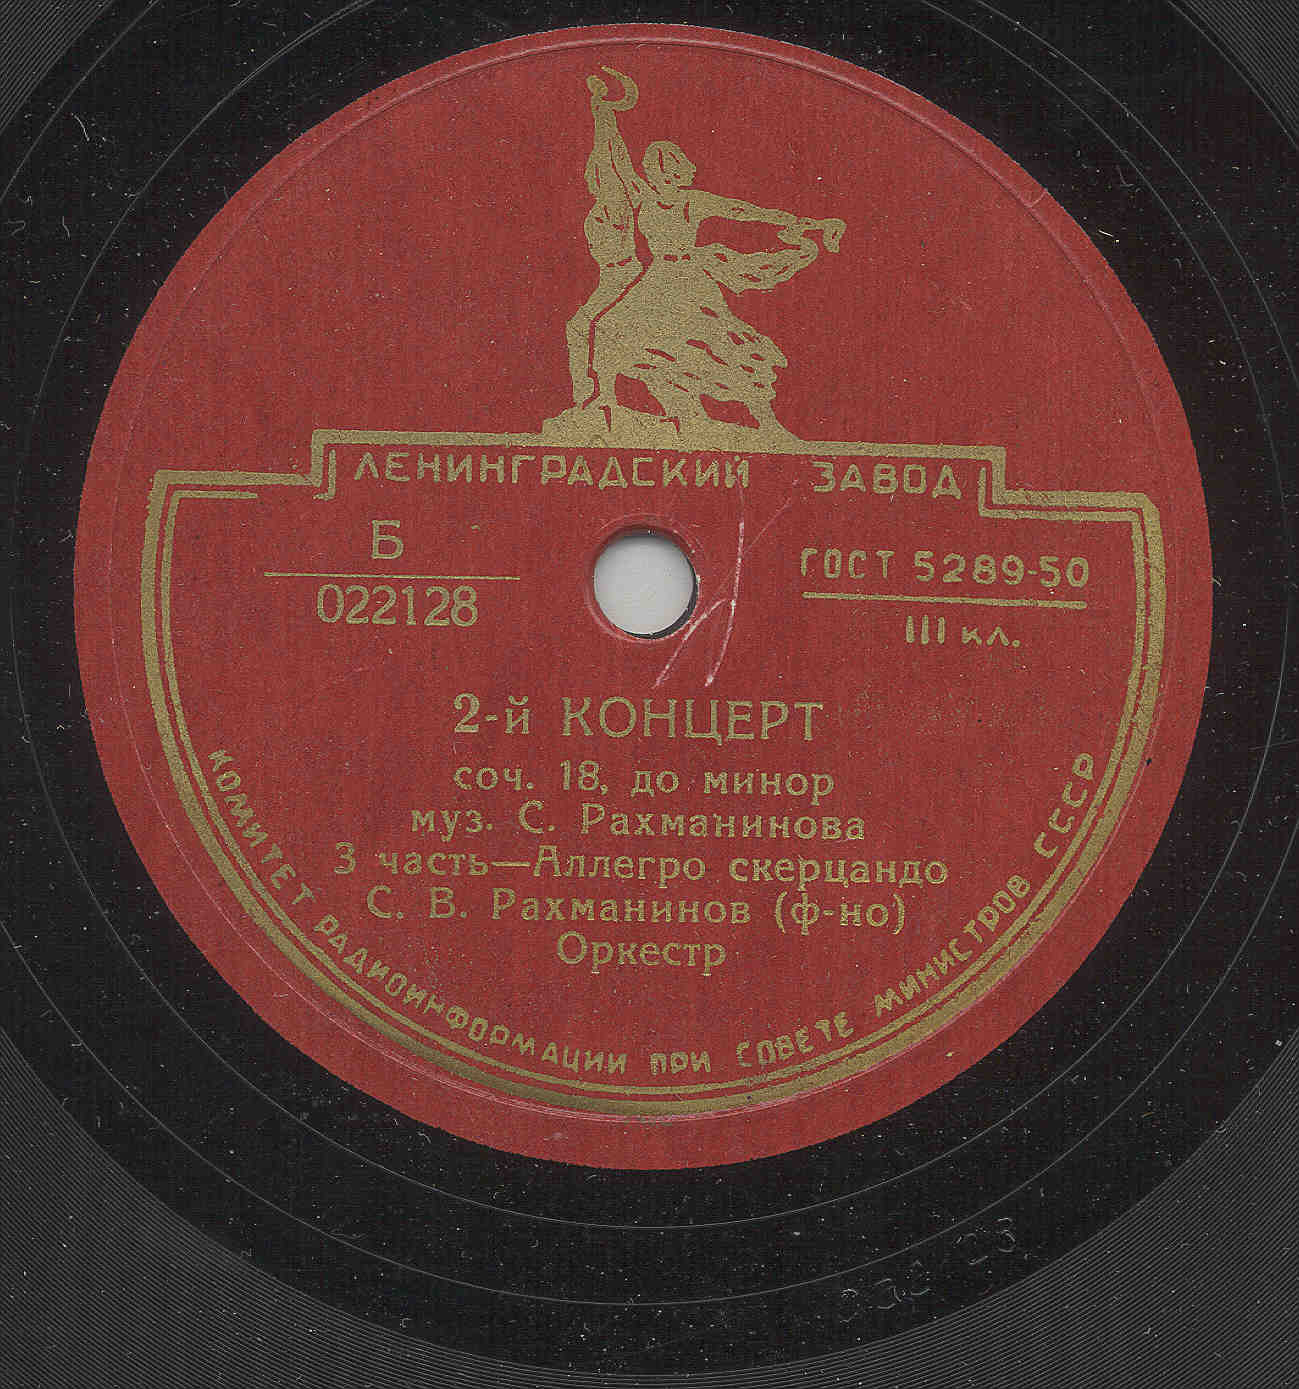 ЛЕНИНГРАДСКИЙ ЗАВОД
Б
022128
ГОСТ 5289-50
III кл.
2-й КОНЦЕРТ
соч. 18, до минор
муз. С. Рахманинова
3 часть—Аллегро скерцандо
С. В. Рахманинов (ф-но)
Оркестр
КОМИТЕТ РАДИОИНФОРМАЦИИ ПРИ СОВЕТЕ МИНИСТРОВ СССР